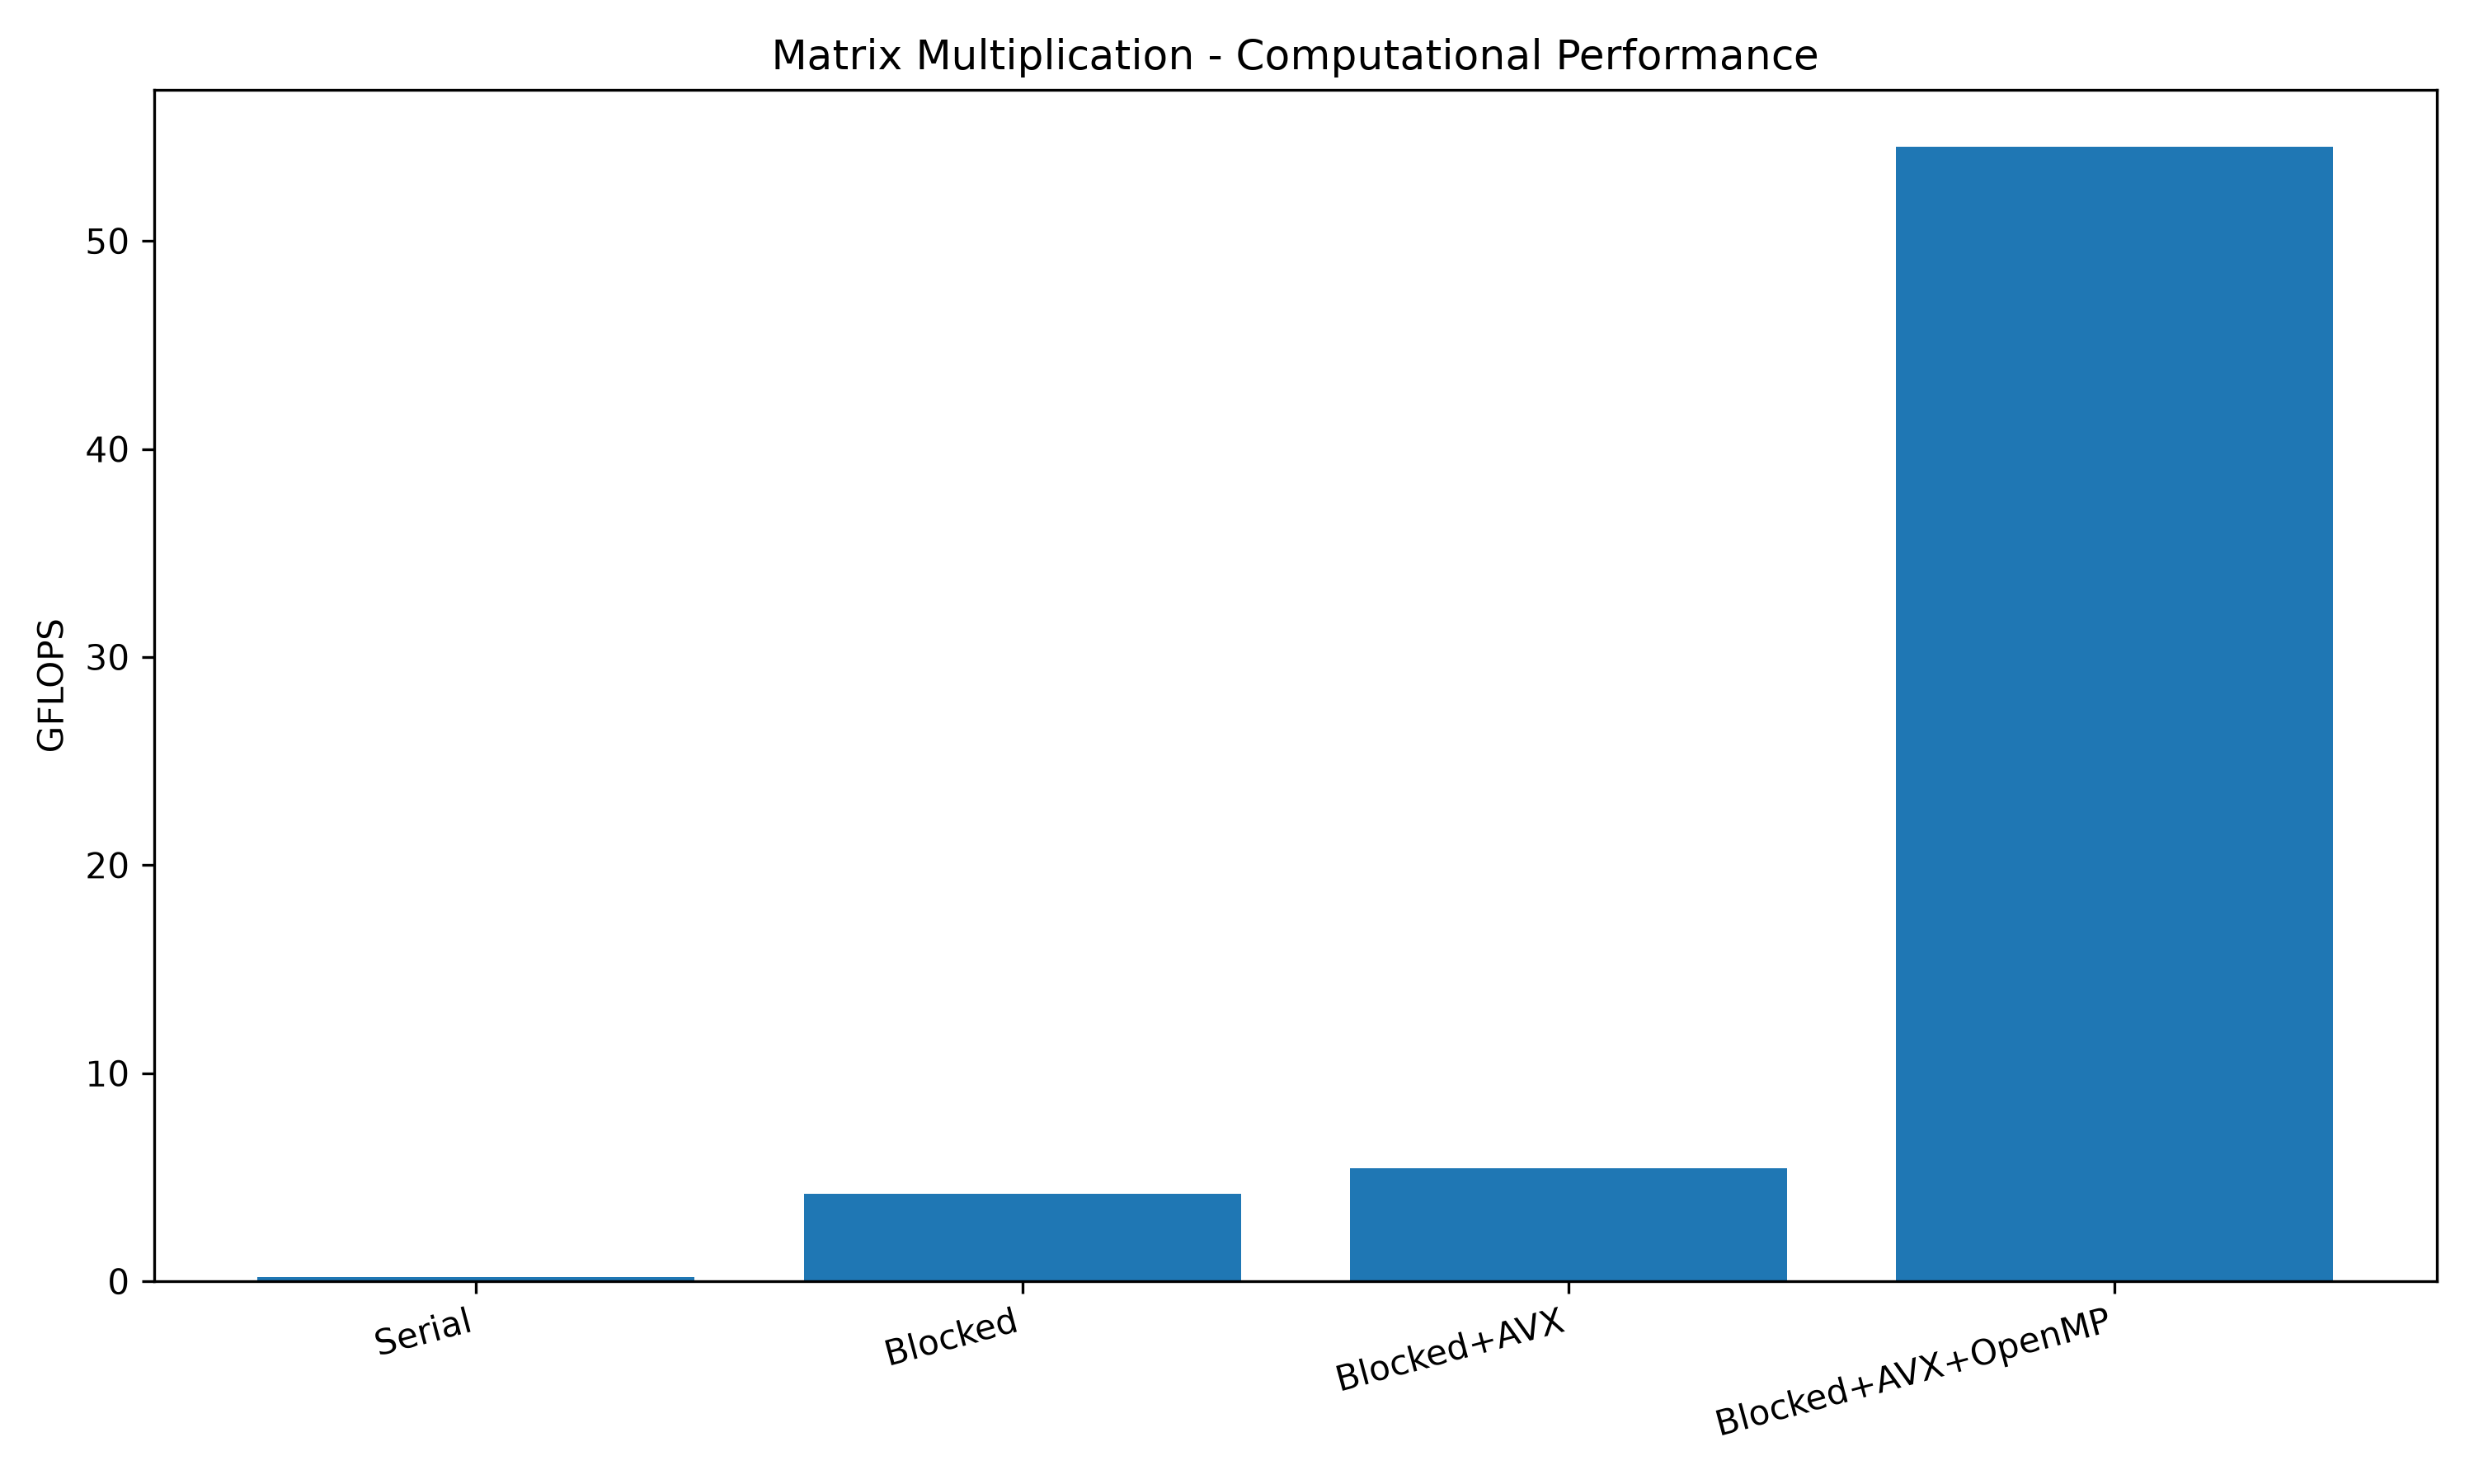 Matrix Multiplication - Computational Performance
GFLOPS
50
40
30
20
10
0
Serial
Blocked
Blocked+AVX
Blocked+AVX+OpenMP